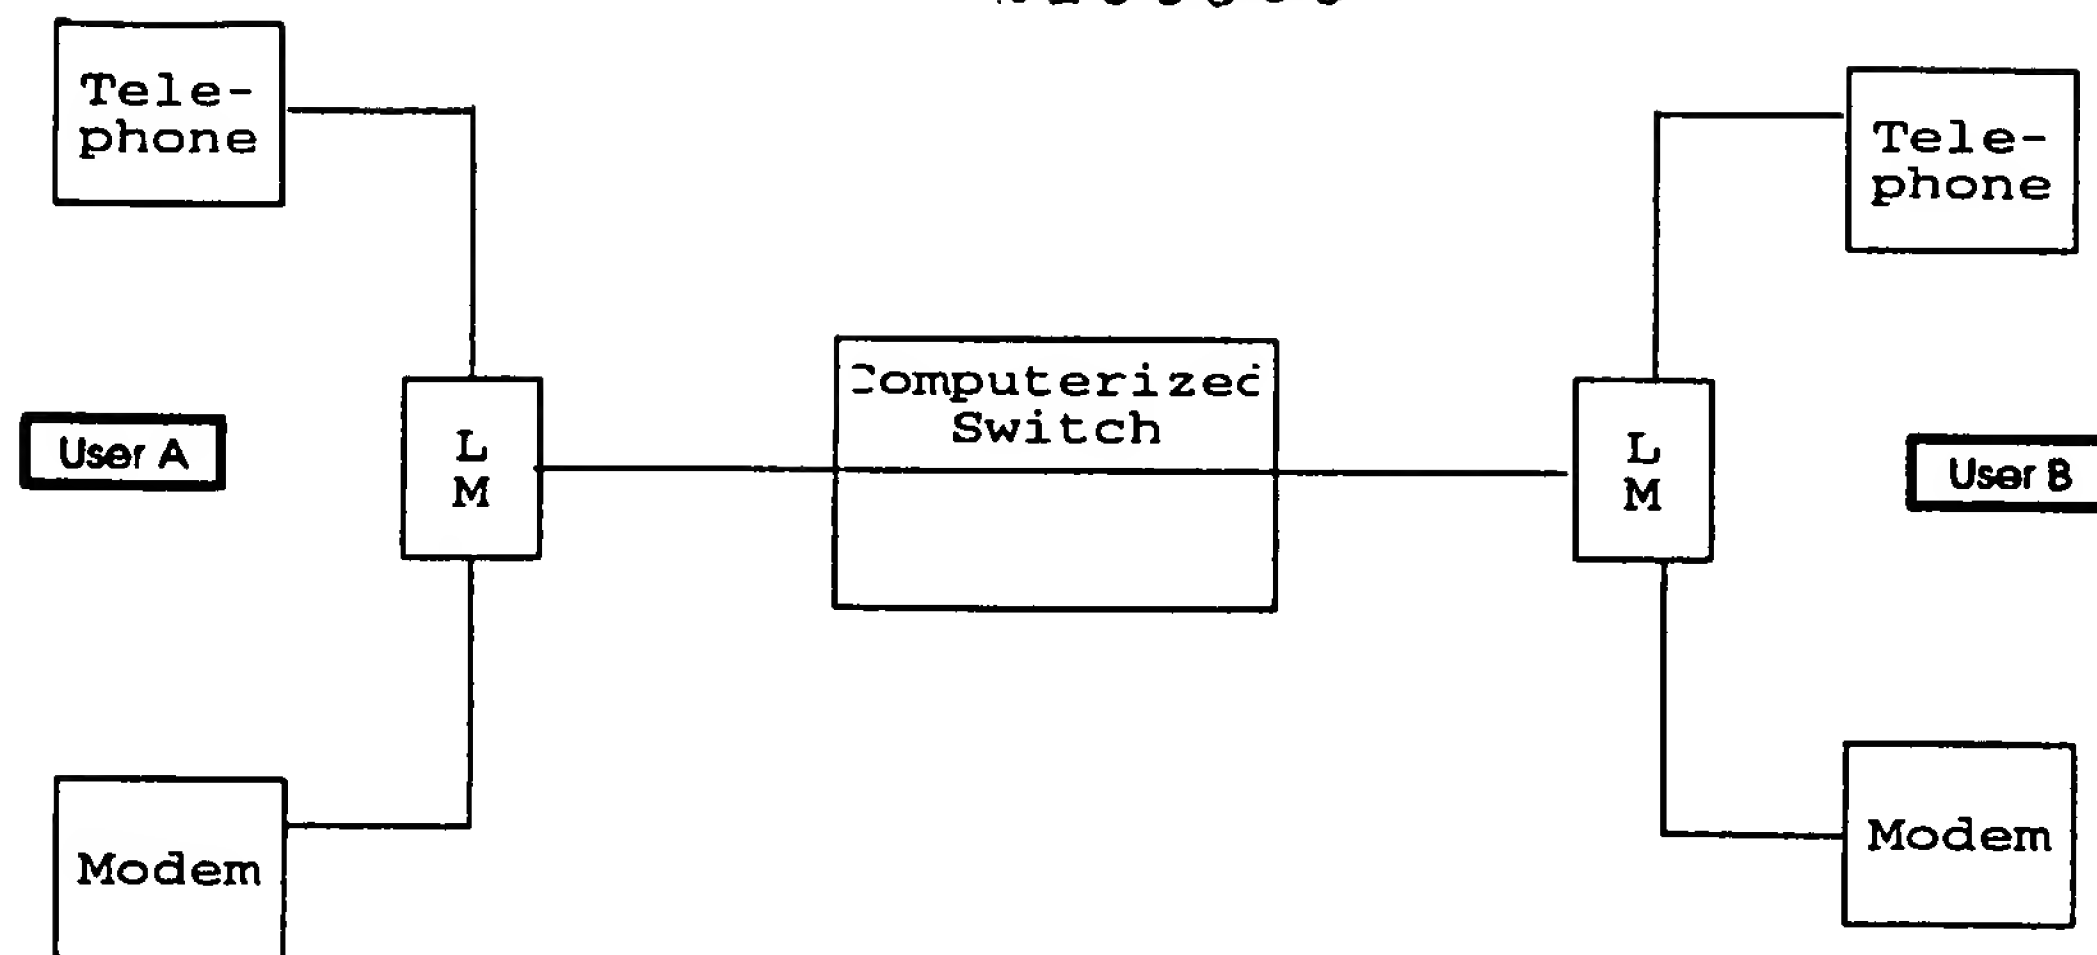 Tele-
phone
Tele-
phone
Computerized
Switch
User A
L
M
L
M
User B
Modem
Modem